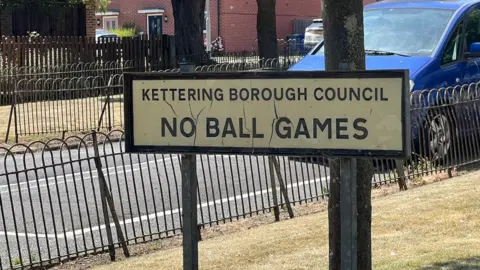 KETTERING BOROUGH COUNCIL
NO BALL GAMES